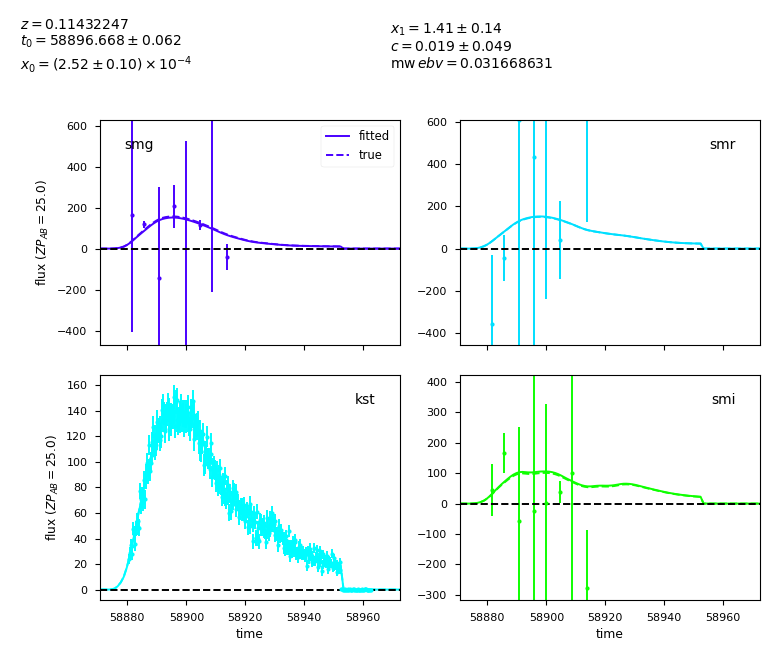 z = 0.11432247
t₀ = 58896.668 ± 0.062
x₀ = (2.52 ± 0.10) × 10⁻⁴
x₁ = 1.41 ± 0.14
c = 0.019 ± 0.049
mw ebv = 0.031668631
smg
fitted
true
600
400
200
0
−200
−400
flux (ZP_AB = 25.0)
smr
600
400
200
0
−200
−400
kst
160
140
120
100
80
60
40
20
0
flux (ZP_AB = 25.0)
58880 58900 58920 58940 58960
time
smi
400
300
200
100
0
−100
−200
−300
58880 58900 58920 58940 58960
time